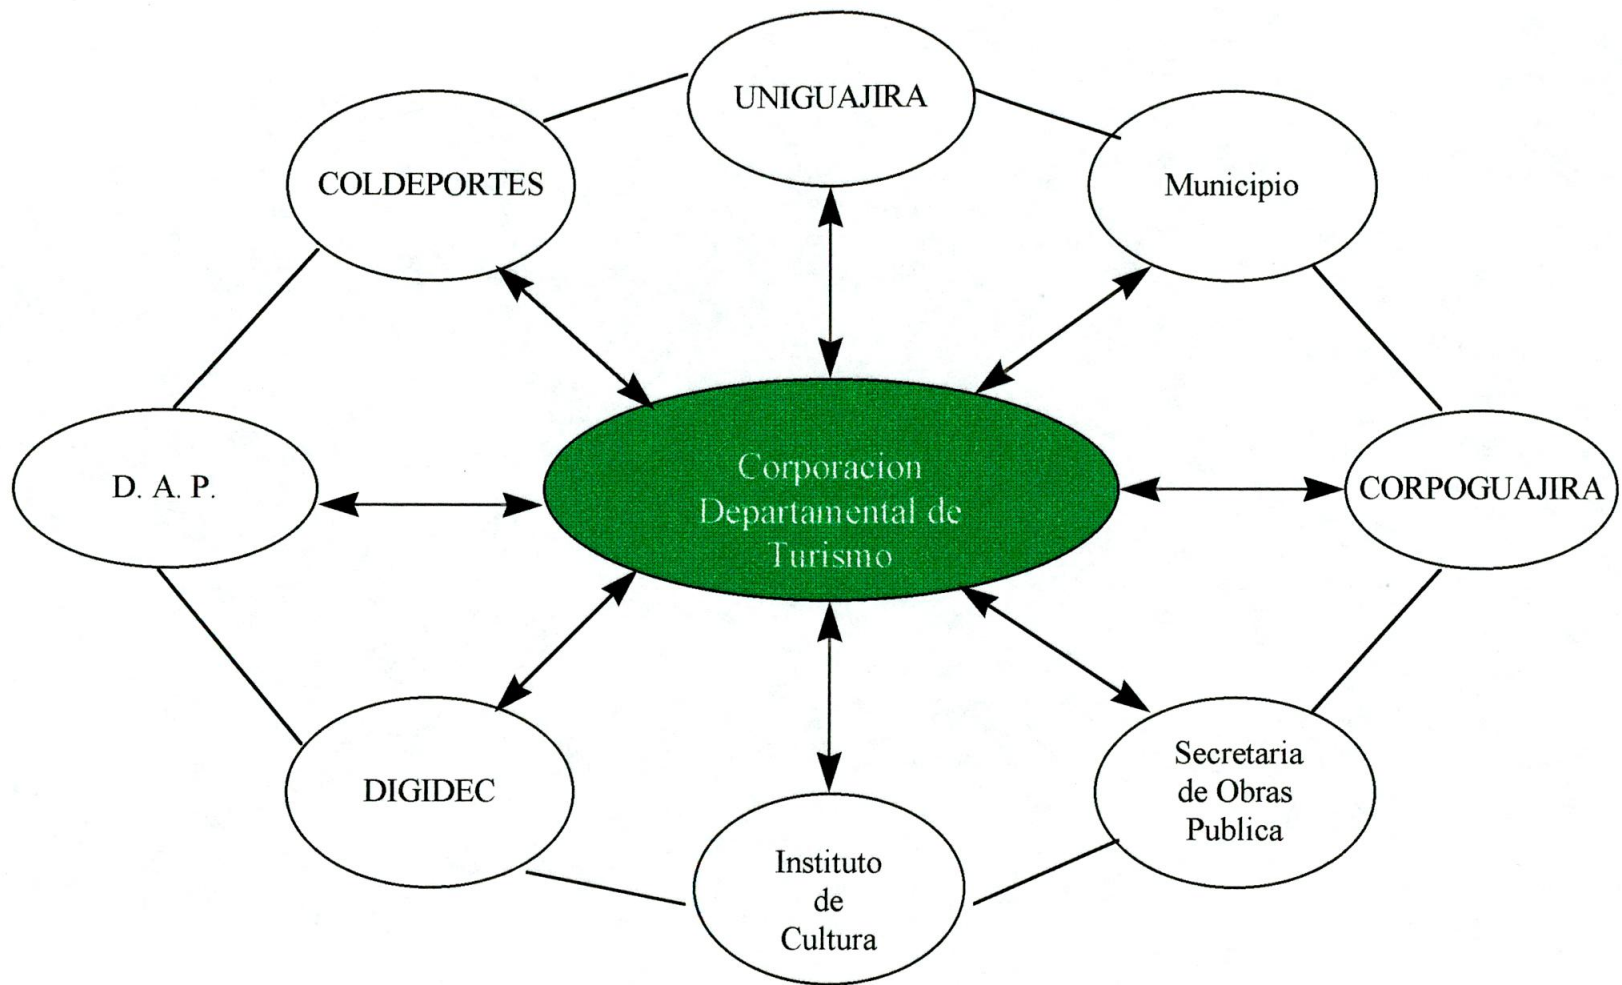 UNIGUAJIRA
COLDEPORTES
Municipio
D. A. P.
Corporacion
Departamental de
Turismo
CORPOGUAJIRA
DIGIDEC
Secretaria
de Obras
Publica
Instituto
de
Cultura